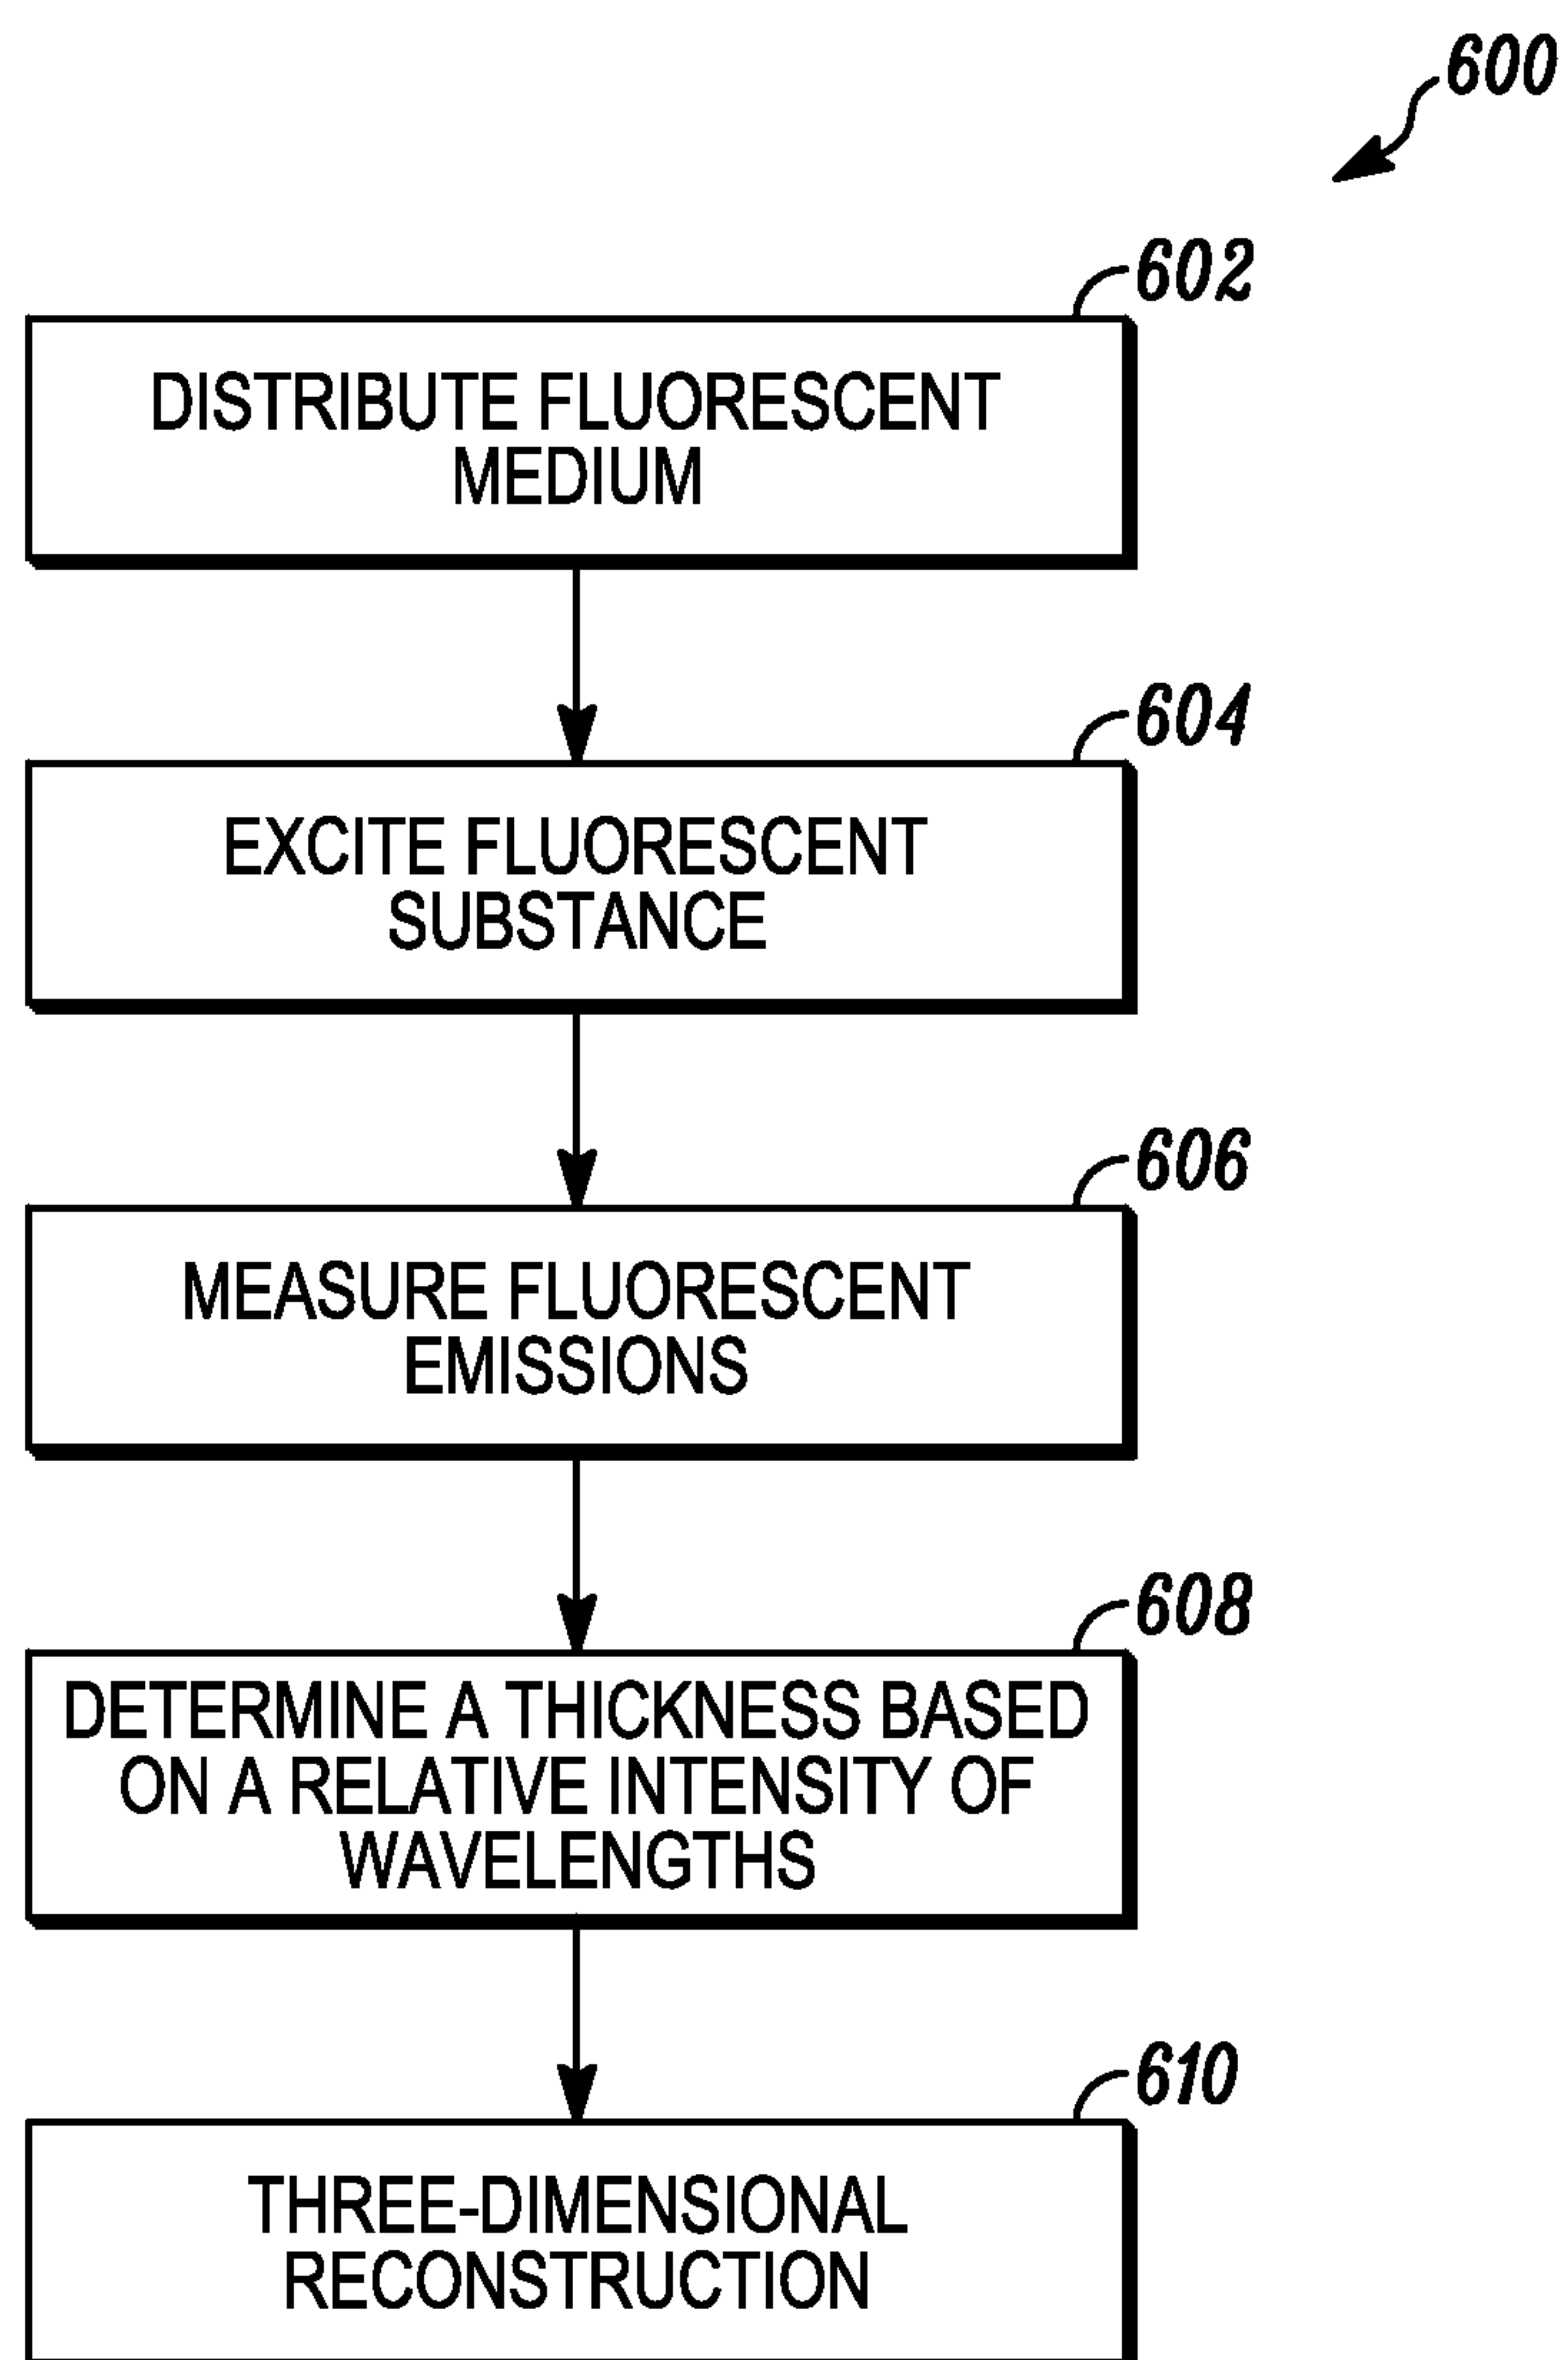 600
602
DISTRIBUTE FLUORESCENT
MEDIUM
604
EXCITE FLUORESCENT
SUBSTANCE
606
MEASURE FLUORESCENT
EMISSIONS
608
DETERMINE A THICKNESS BASED
ON A RELATIVE INTENSITY OF
WAVELENGTHS
610
THREE-DIMENSIONAL
RECONSTRUCTION